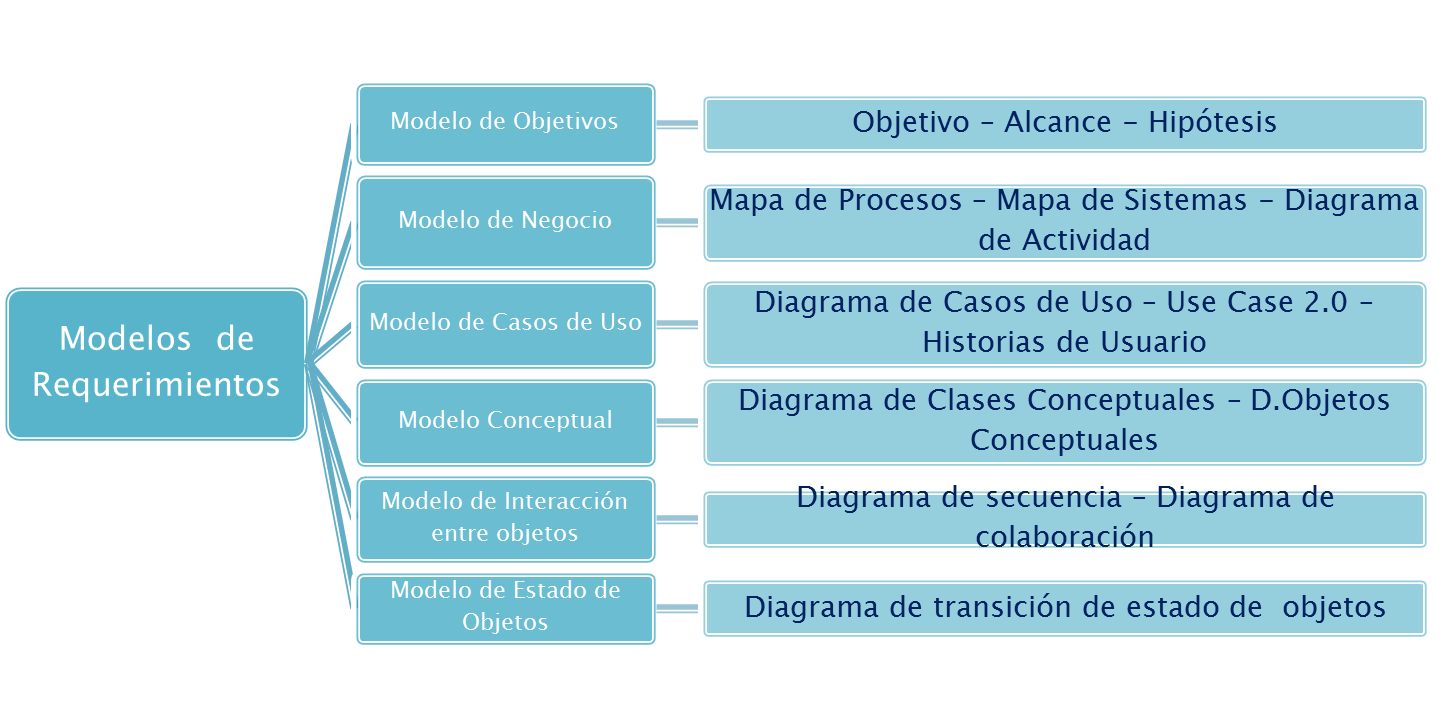 Modelos de
Requerimientos
Modelo de Objetivos
Objetivo – Alcance – Hipótesis
Modelo de Negocio
Mapa de Procesos – Mapa de Sistemas – Diagrama
de Actividad
Modelo de Casos de Uso
Diagrama de Casos de Uso – Use Case 2.0 –
Historias de Usuario
Modelo Conceptual
Diagrama de Clases Conceptuales – D.Objetos
Conceptuales
Modelo de Interacción
entre objetos
Diagrama de secuencia – Diagrama de
colaboración
Modelo de Estado de
Objetos
Diagrama de transición de estado de objetos